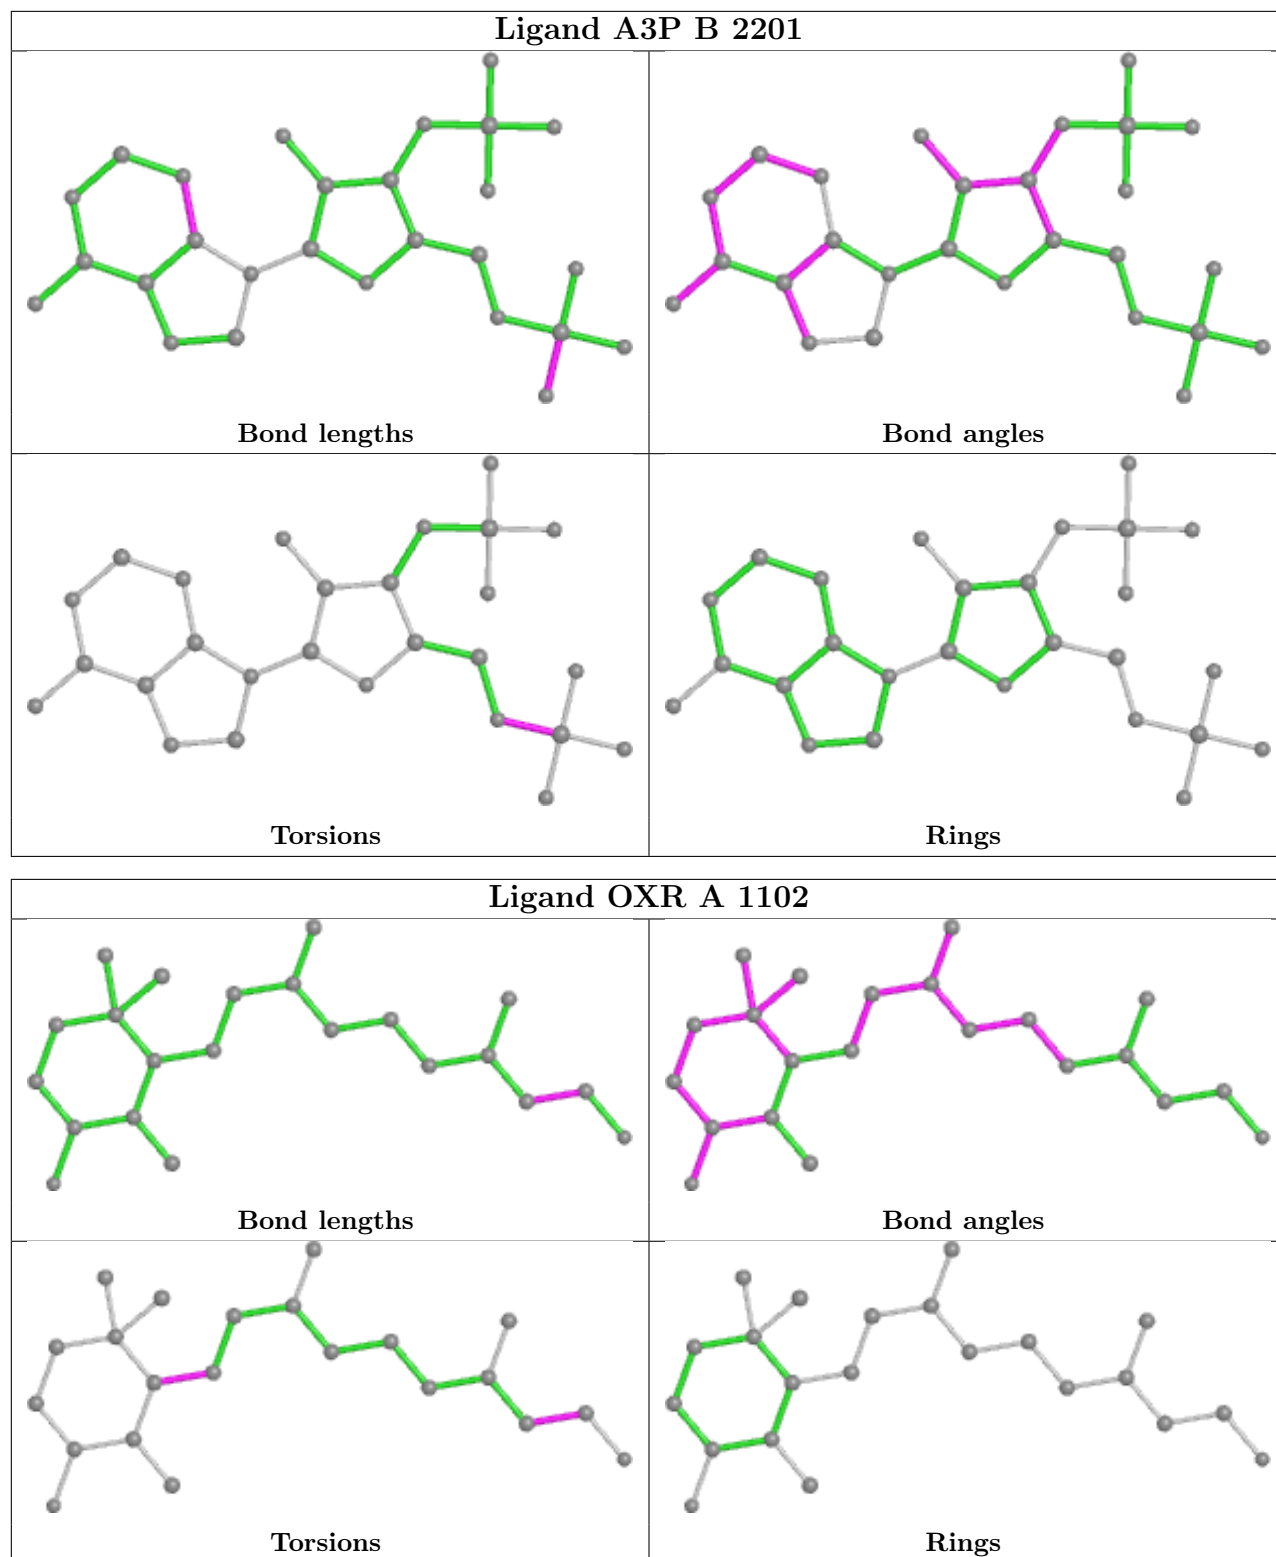 Ligand A3P B 2201
Bond lengths
Bond angles
Torsions
Rings
Ligand OXR A 1102
Bond lengths
Bond angles
Torsions
Rings